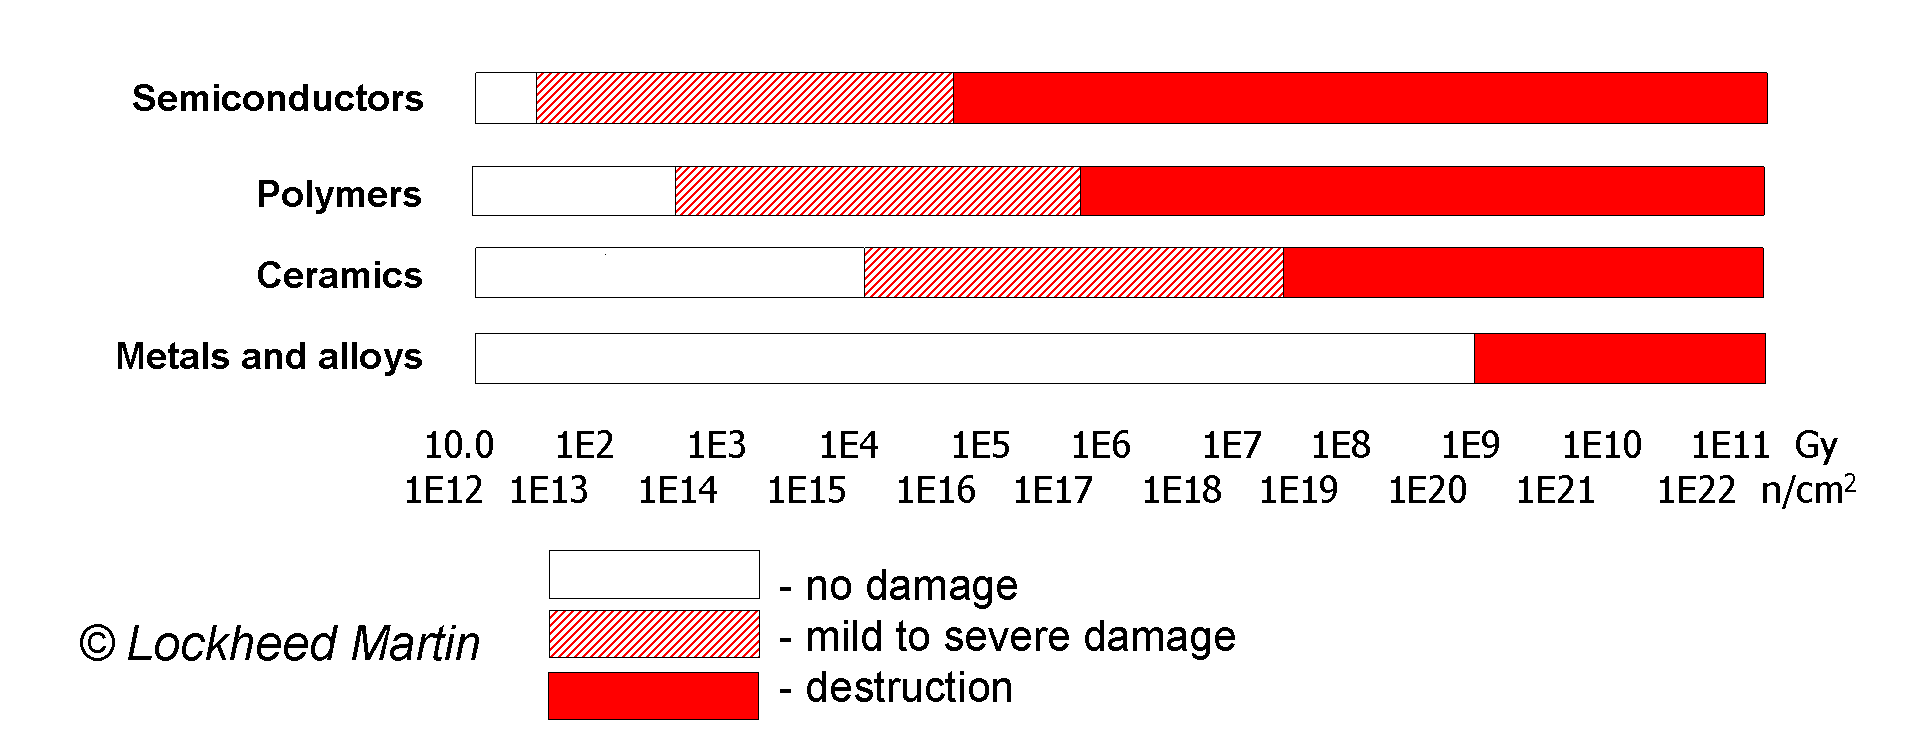 Semiconductors
Polymers
Ceramics
Metals and alloys
10.0 1E2 1E3 1E4 1E5 1E6 1E7 1E8 1E9 1E10 1E11 Gy
1E12 1E13 1E14 1E15 1E16 1E17 1E18 1E19 1E20 1E21 1E22 n/cm²
- no damage
- mild to severe damage
- destruction
© Lockheed Martin